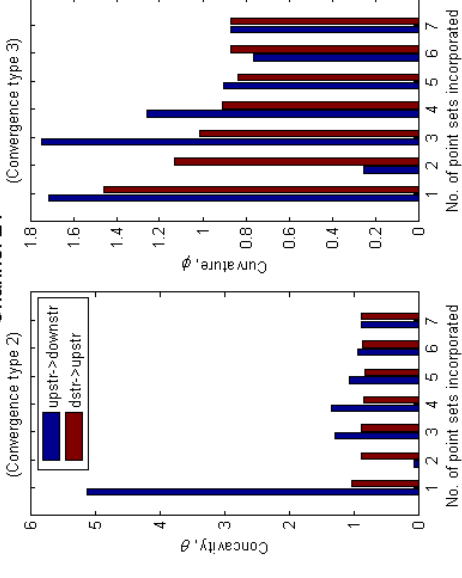 (Convergence type 2)
6
5
4
3
2
1
0
Concavity, θ
upstr->downstr
dstr->upstr
1 2 3 4 5 6 7
No. of point sets incorporated
(Convergence type 3)
1.8
1.6
1.4
1.2
1
0.8
0.6
0.4
0.2
0
Curvature, φ
1 2 3 4 5 6 7
No. of point sets incorporated